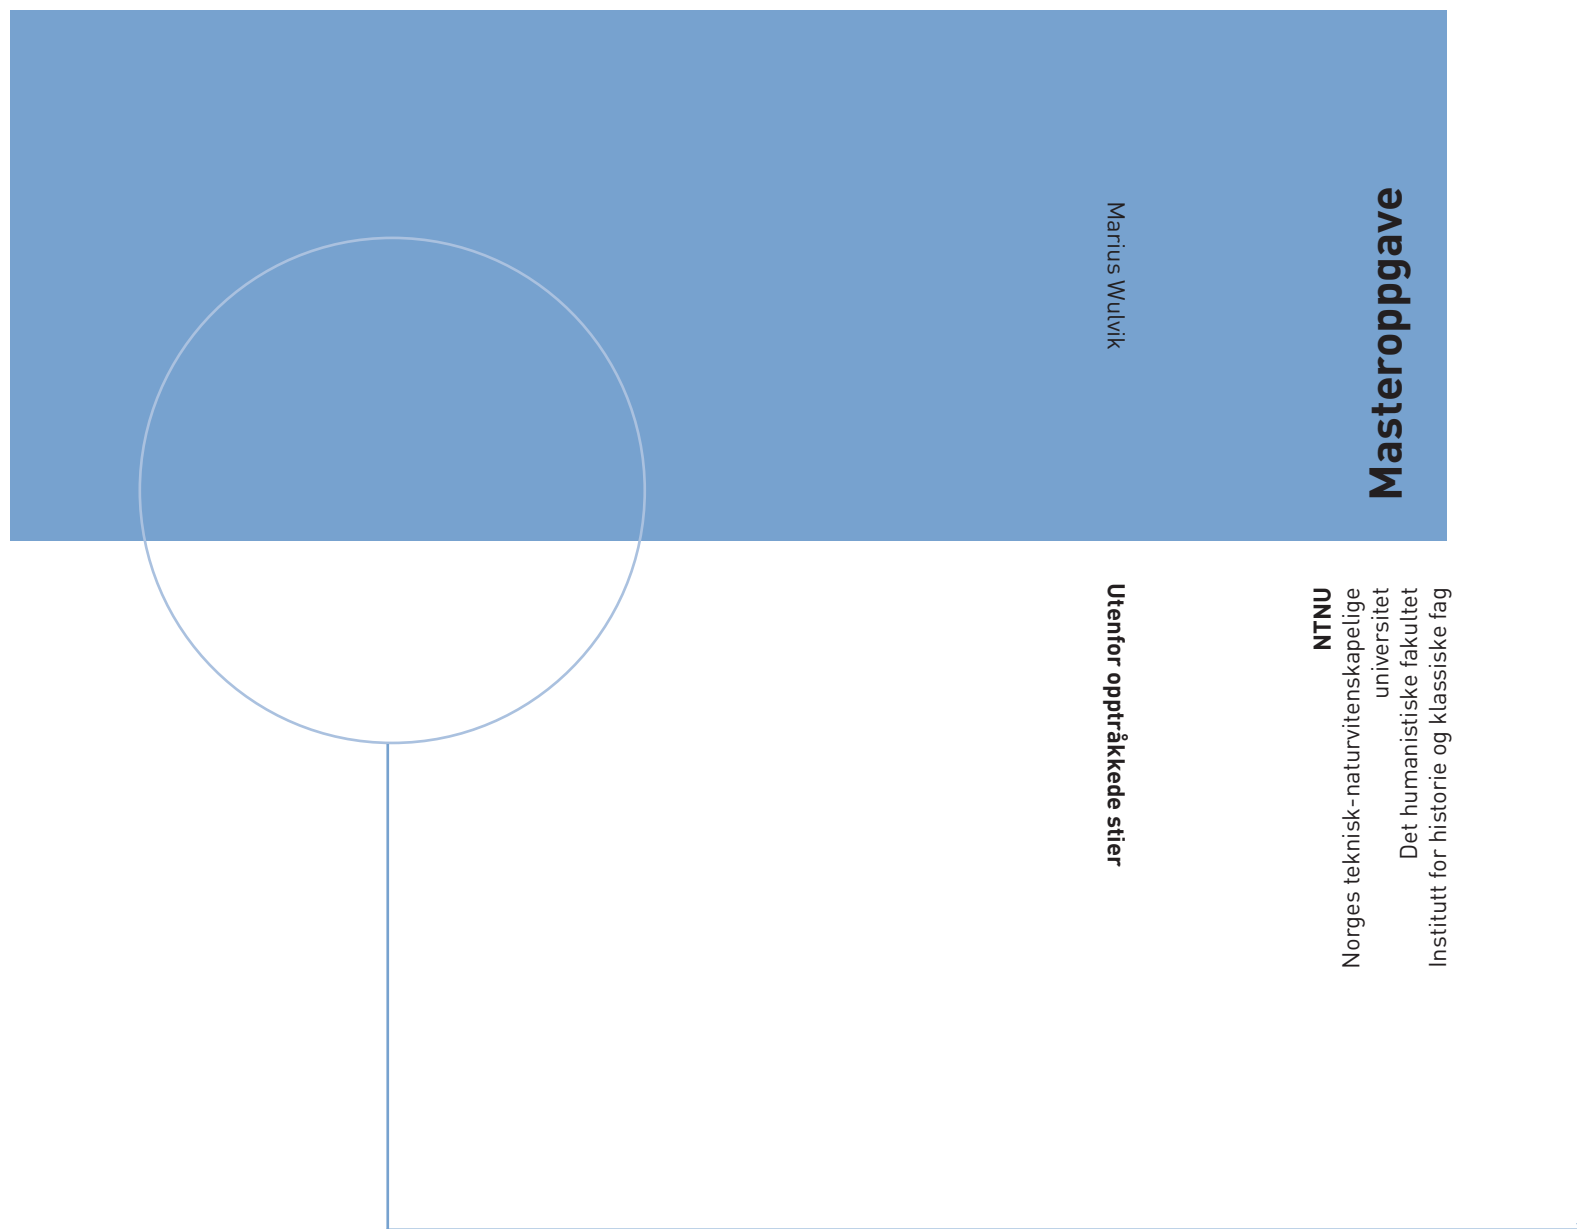 Marius Wulvik
Utenfor opptråkkede stier
Masteroppgave
NTNU
Norges teknisk-naturvitenskapelige
universitet
Det humanistiske fakultet
Institutt for historie og klassiske fag